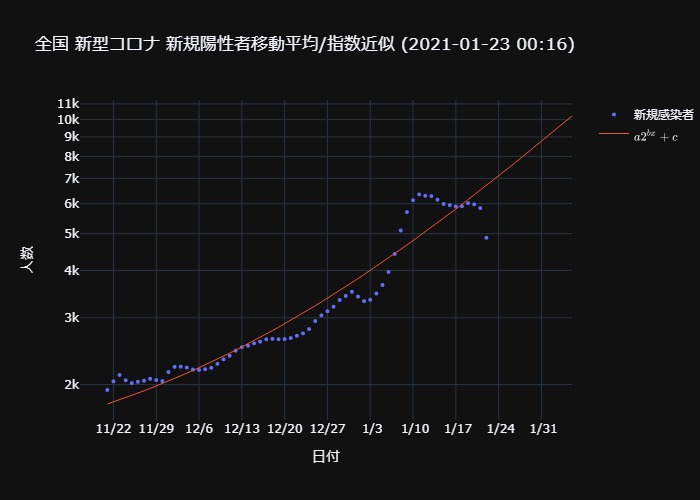 全国 新型コロナ 新規陽性者移動平均/指数近似 (2021-01-23 00:16)
新規感染者
a2^{bx} + c
11k
10k
9k
8k
7k
6k
5k
4k
3k
2k
人数
11/22 11/29 12/6 12/13 12/20 12/27 1/3 1/10 1/17 1/24 1/31
日付